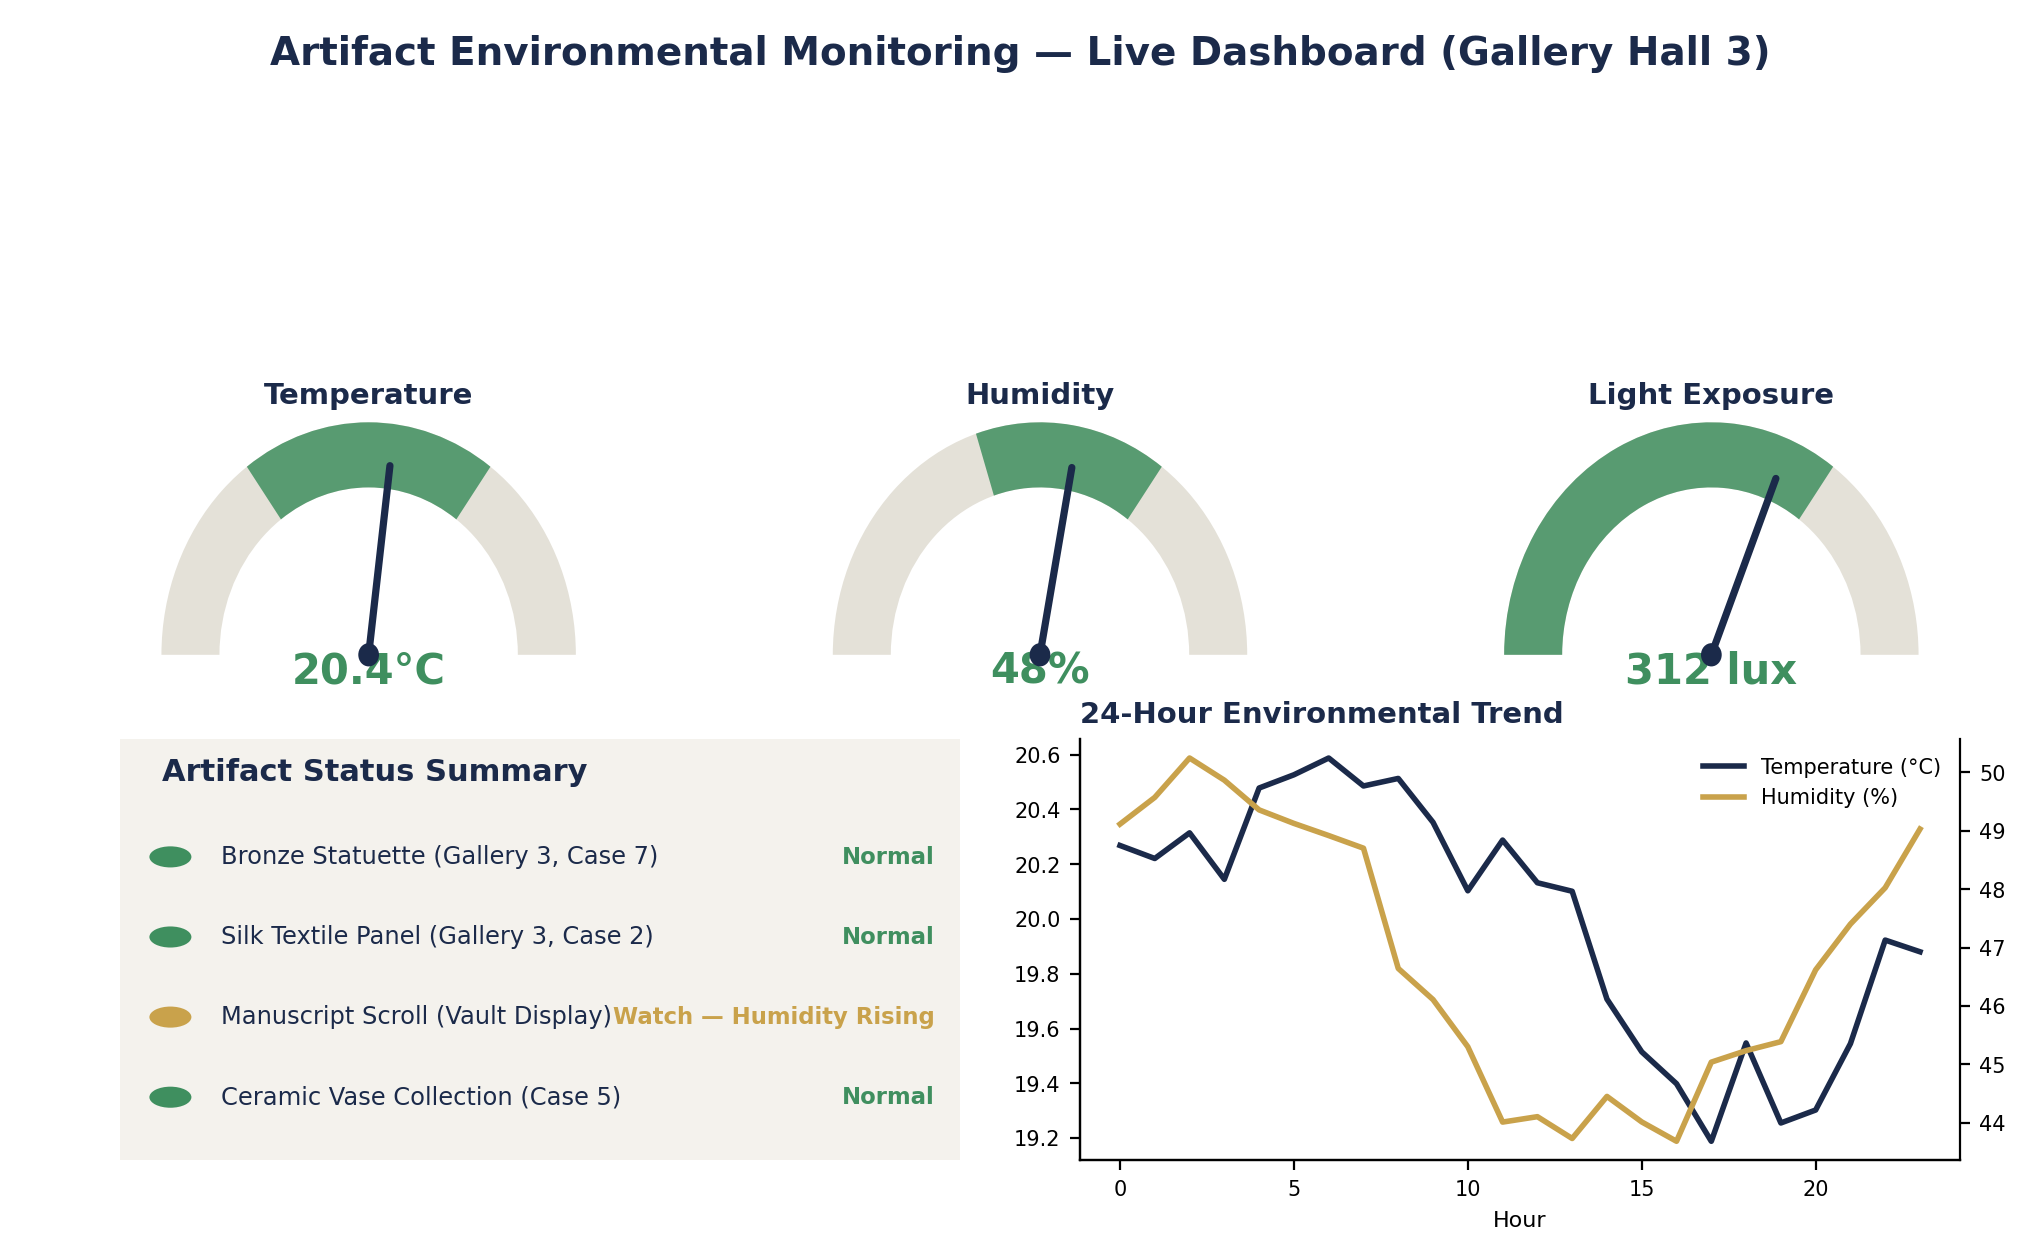 Artifact Environmental Monitoring — Live Dashboard (Gallery Hall 3)
Temperature
Humidity
Light Exposure
20.4°C
48%
312 lux
Artifact Status Summary
Bronze Statuette (Gallery 3, Case 7) Normal
Silk Textile Panel (Gallery 3, Case 2) Normal
Manuscript Scroll (Vault Display) Watch — Humidity Rising
Ceramic Vase Collection (Case 5) Normal
24-Hour Environmental Trend
Temperature (°C)
Humidity (%)
20.6
20.4
20.2
20.0
19.8
19.6
19.4
19.2
50
49
48
47
46
45
44
0 5 10 15 20
Hour